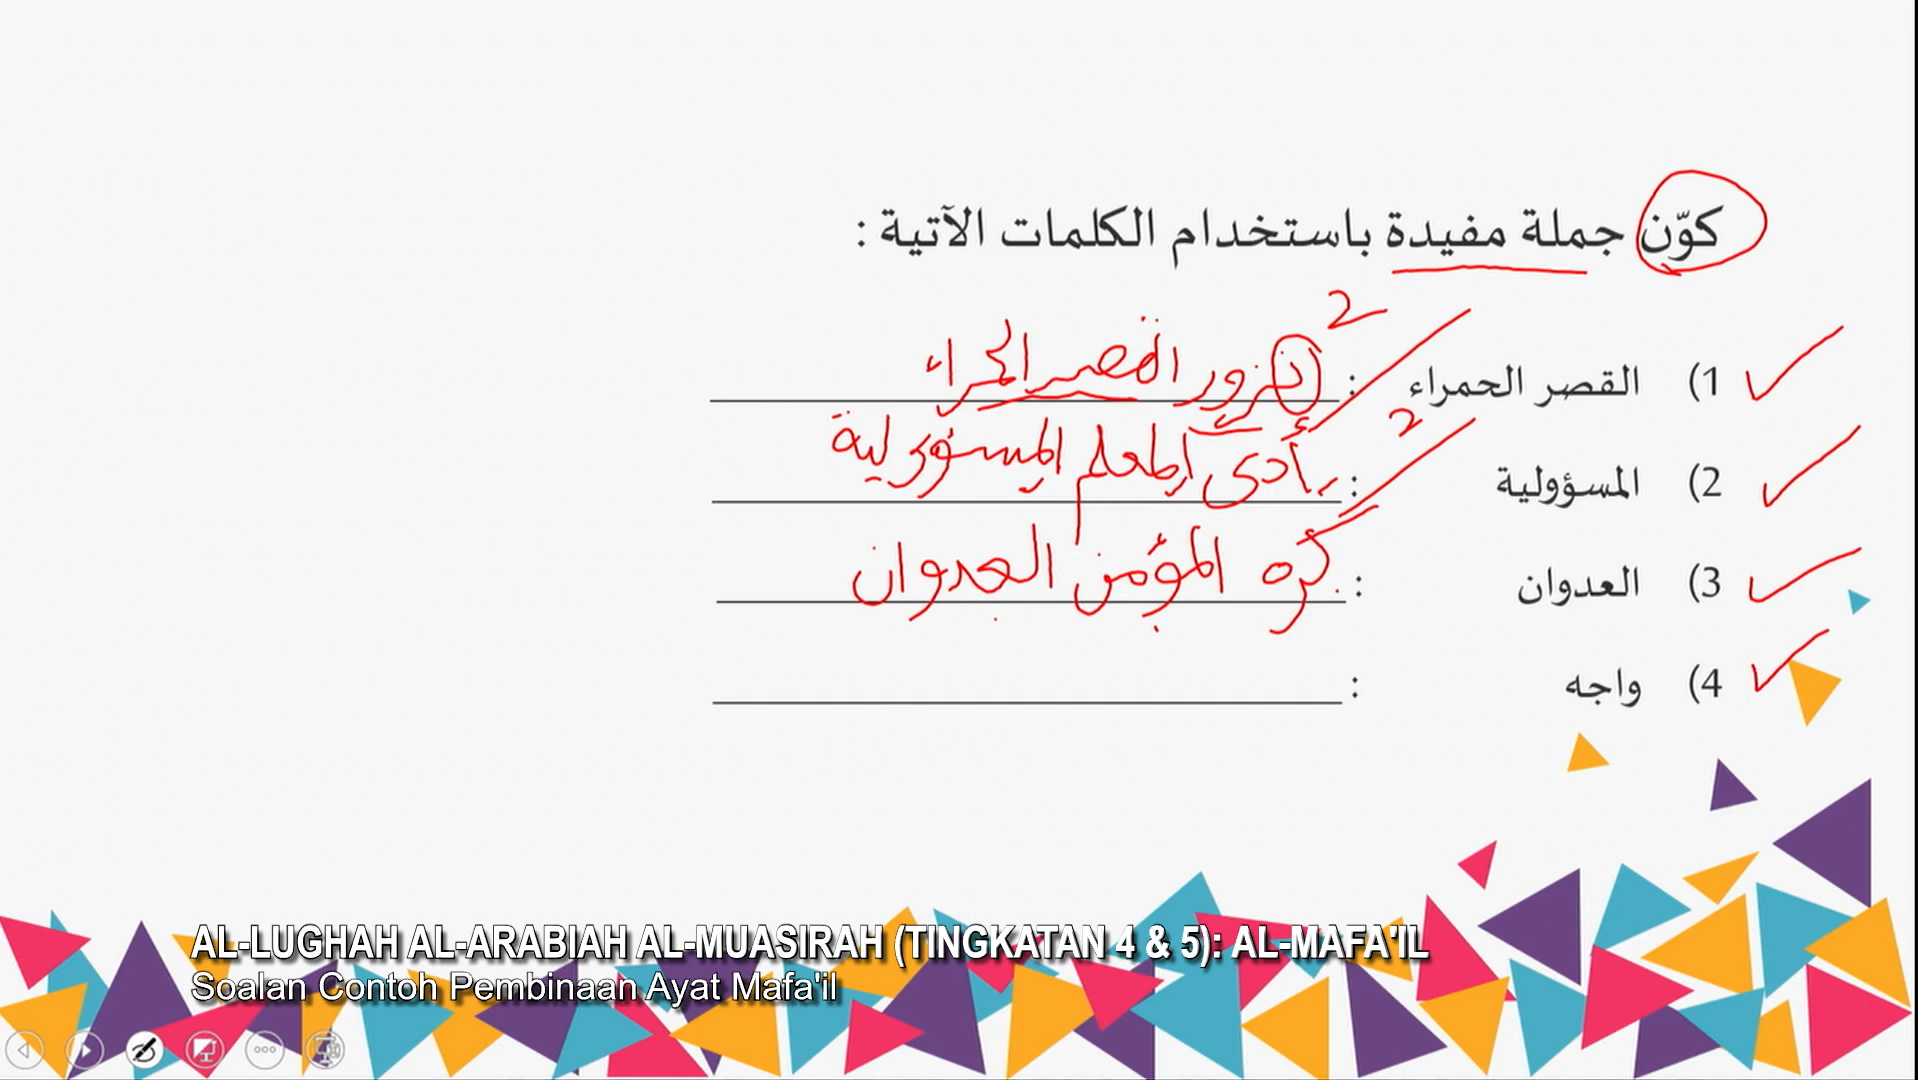 كوّن جملة مفيدة باستخدام الكلمات الآتية :
1) القصر الحمراء : نزور القصر الحمراء 2
2) المسؤولية : أدى المعلم المسئولية 2
3) العدوان : كره المؤمن العدوان
4) واجه :
AL-LUGHAH AL-ARABIAH AL-MUASIRAH (TINGKATAN 4 & 5): AL-MAFA'IL
Soalan Contoh Pembinaan Ayat Mafa'il